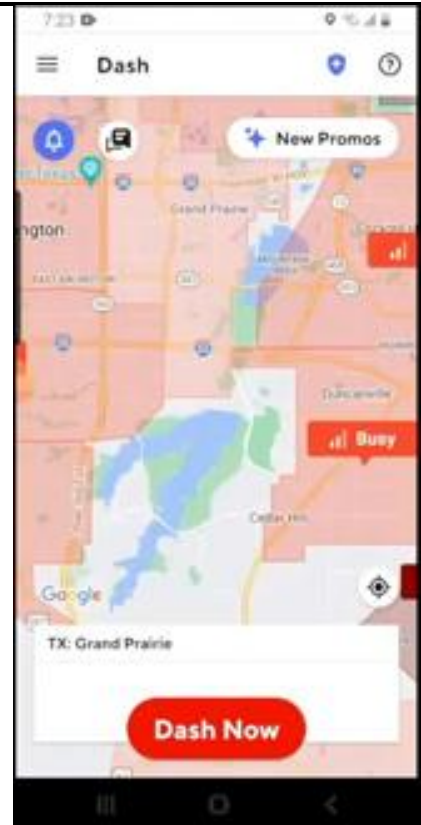 7:23
Dash
New Promos
Grand Prairie
ngton
Duncanville
Busy
Cedar Hill
Google
TX: Grand Prairie
Dash Now